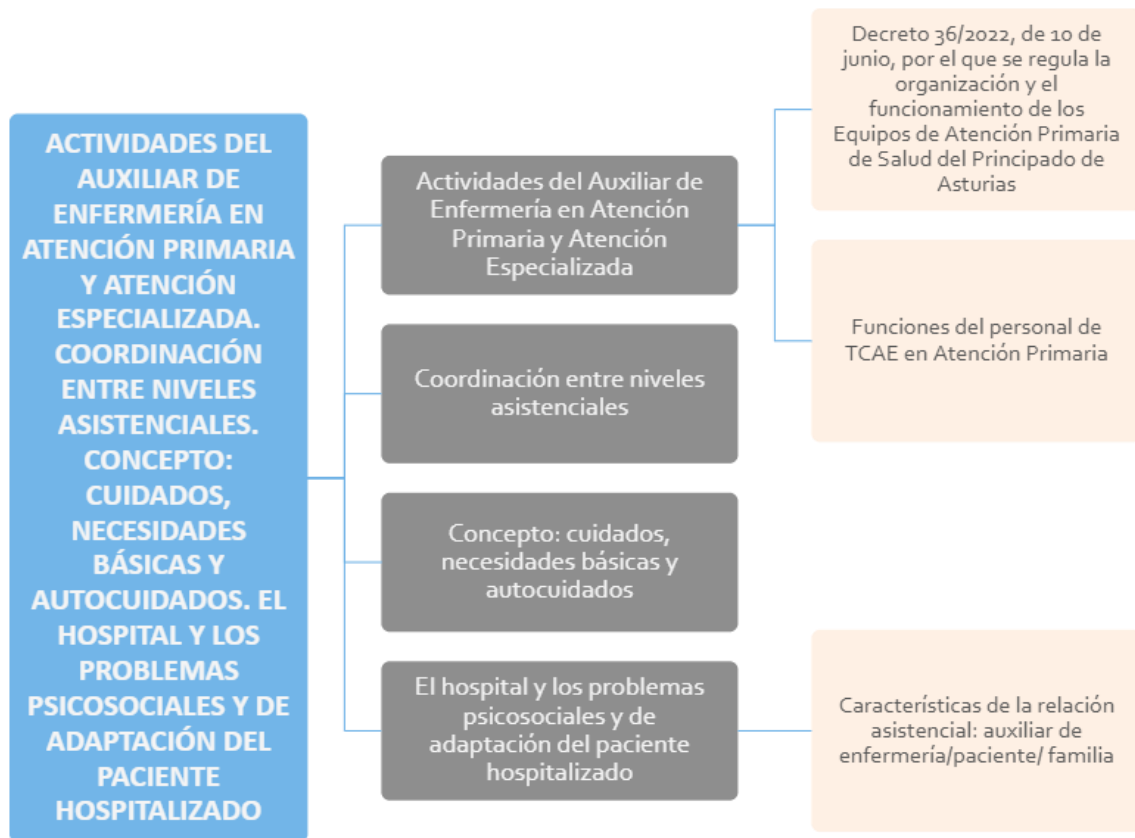 ACTIVIDADES DEL
AUXILIAR DE
ENFERMERÍA EN
ATENCIÓN PRIMARIA
Y ATENCIÓN
ESPECIALIZADA.
COORDINACIÓN
ENTRE NIVELES
ASISTENCIALES.
CONCEPTO:
CUIDADOS,
NECESIDADES
BÁSICAS Y
AUTOCUIDADOS. EL
HOSPITAL Y LOS
PROBLEMAS
PSICOSOCIALES Y DE
ADAPTACIÓN DEL
PACIENTE
HOSPITALIZADO
Actividades del Auxiliar de
Enfermería en Atención
Primaria y Atención
Especializada
Decreto 36/2022, de 10 de
junio, por el que se regula la
organización y el
funcionamiento de los
Equipos de Atención Primaria
de Salud del Principado de
Asturias
Funciones del personal de
TCAE en Atención Primaria
Coordinación entre niveles
asistenciales
Concepto: cuidados,
necesidades básicas y
autocuidados
El hospital y los problemas
psicosociales y de
adaptación del paciente
hospitalizado
Características de la relación
asistencial: auxiliar de
enfermería/paciente/ familia